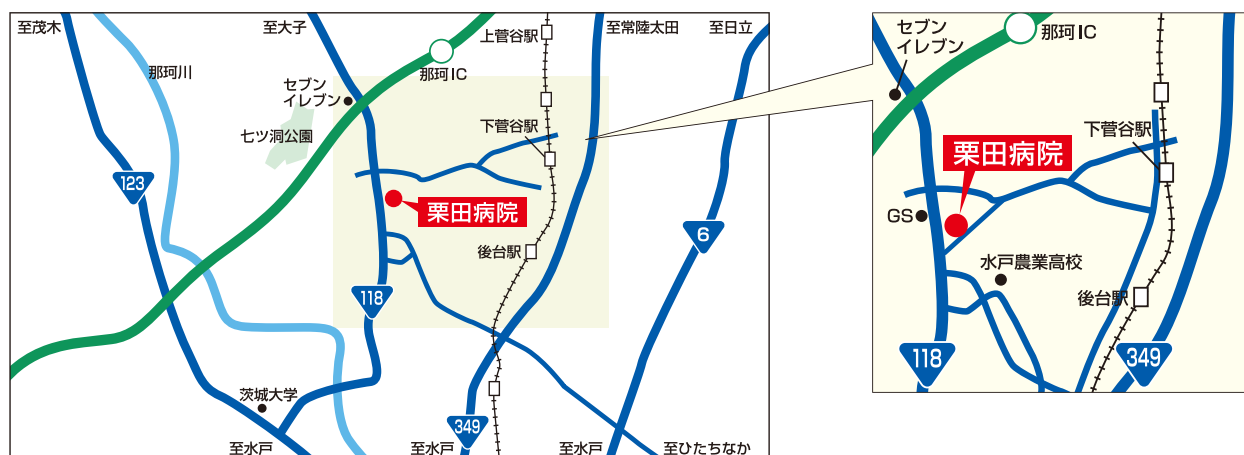 至茂木
至大子
至常陸太田
至日立
上菅谷駅
那珂川
那珂IC
セブン
イレブン
七ツ洞公園
下菅谷駅
123
栗田病院
6
後台駅
118
茨城大学
349
至水戸
至水戸
至水戸
至ひたちなか
セブン
イレブン
那珂IC
下菅谷駅
栗田病院
GS
水戸農業高校
後台駅
118
349